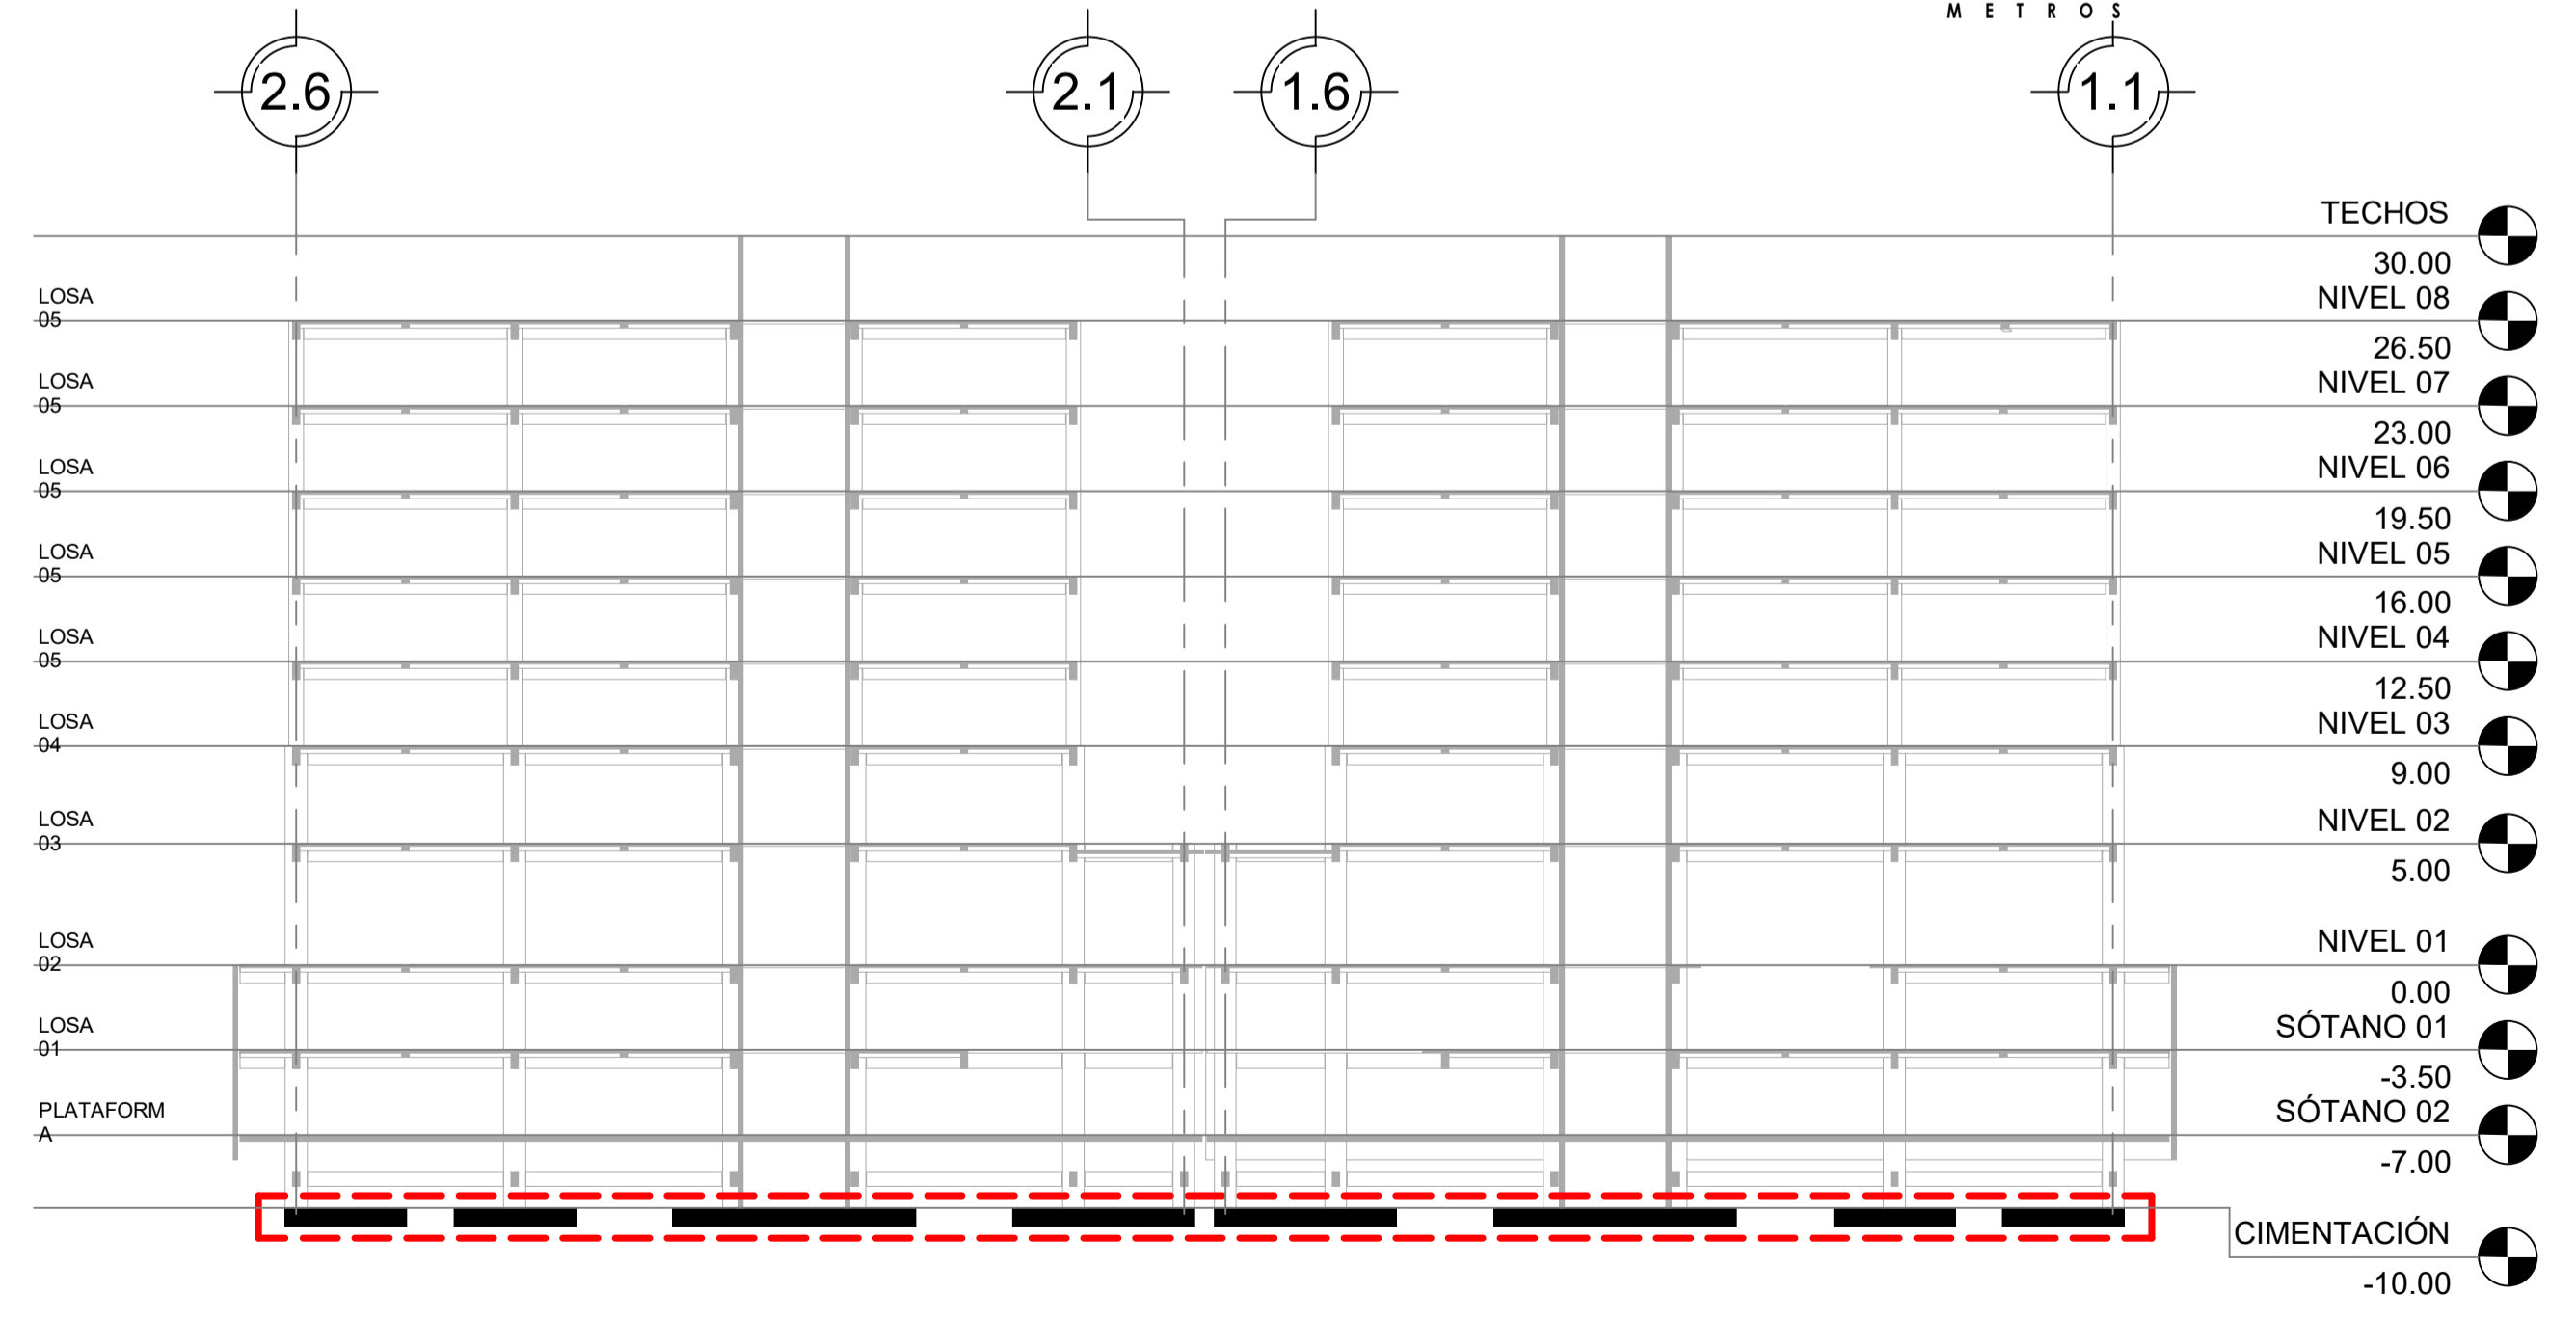 METROS
2.6 2.1 1.6 1.1
TECHOS
30.00
LOSA
05
NIVEL 08
26.50
LOSA
05
NIVEL 07
23.00
LOSA
05
NIVEL 06
19.50
LOSA
05
NIVEL 05
16.00
LOSA
05
NIVEL 04
12.50
LOSA
04
NIVEL 03
9.00
LOSA
03
NIVEL 02
5.00
LOSA
02
NIVEL 01
0.00
LOSA
01
SÓTANO 01
-3.50
PLATAFORM
A
SÓTANO 02
-7.00
CIMENTACIÓN
-10.00